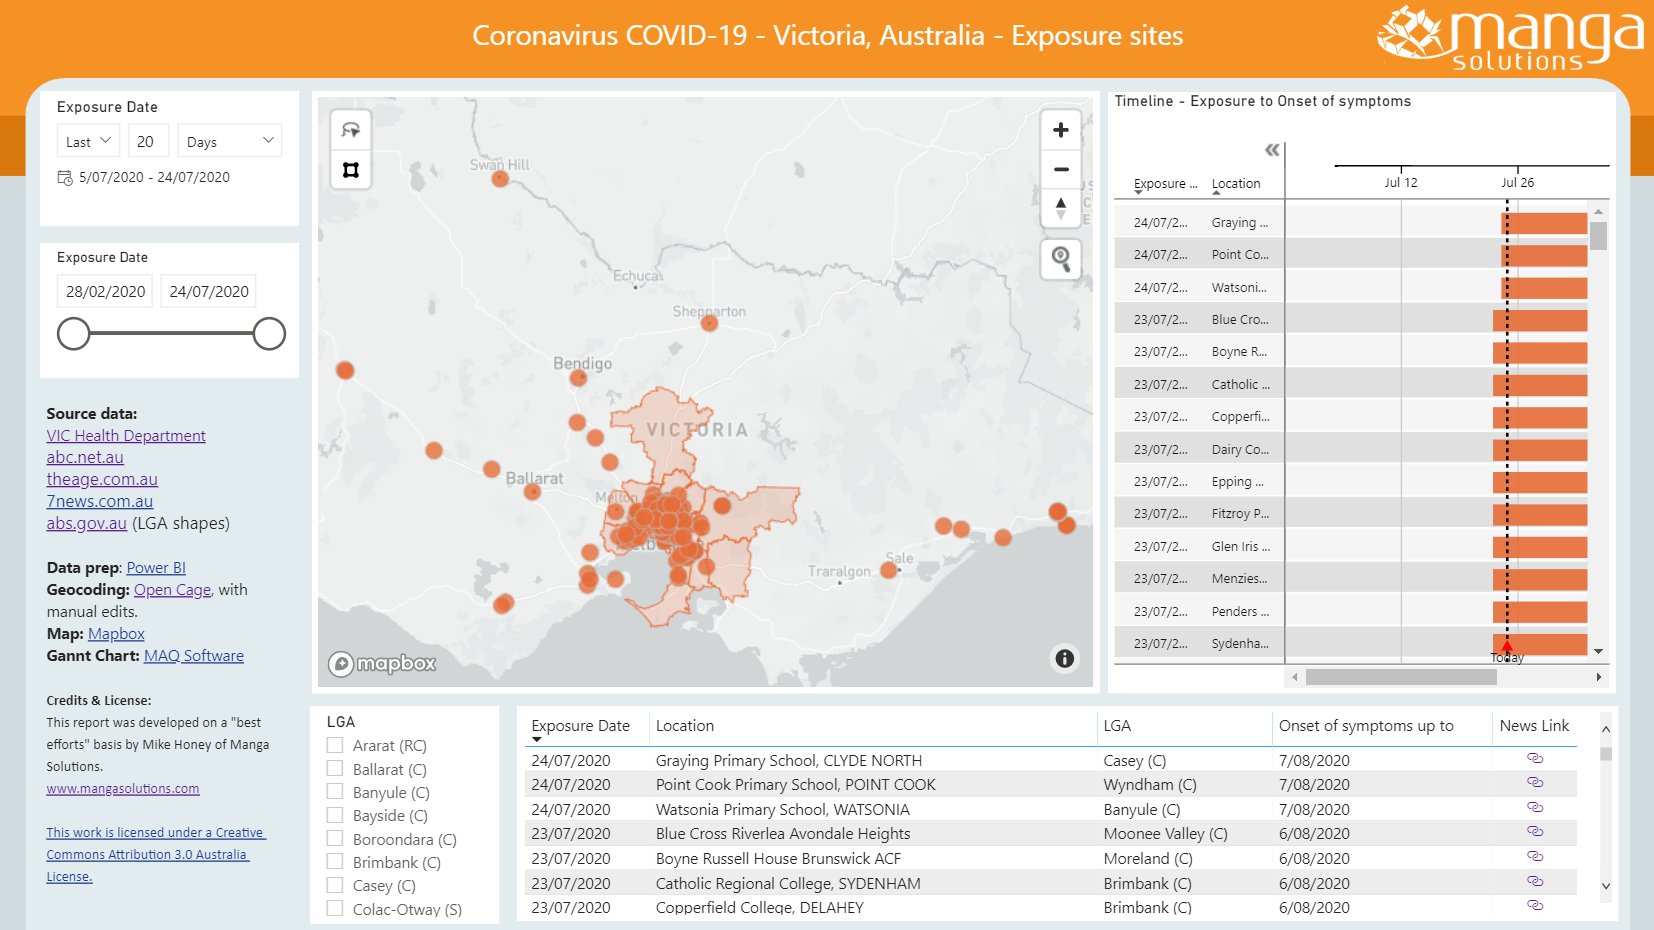 Coronavirus COVID-19 - Victoria, Australia - Exposure sites
manga
solutions
Exposure Date
Last 20 Days
5/07/2020 - 24/07/2020
Exposure Date
28/02/2020 24/07/2020
Source data:
VIC Health Department
abc.net.au
theage.com.au
7news.com.au
abs.gov.au (LGA shapes)
Data prep: Power BI
Geocoding: Open Cage, with
manual edits.
Map: Mapbox
Gannt Chart: MAQ Software
Credits & License:
This report was developed on a "best
efforts" basis by Mike Honey of Manga
Solutions.
www.mangasolutions.com
This work is licensed under a Creative
Commons Attribution 3.0 Australia
License.
Swan Hill
Echuca
Shepparton
Bendigo
VICTORIA
Ballarat
Melton
Sale
Traralgon
mapbox
Timeline - Exposure to Onset of symptoms
Jul 12 Jul 26
Exposure ... Location
24/07/2... Graying ...
24/07/2... Point Co...
24/07/2... Watsoni...
23/07/2... Blue Cro...
23/07/2... Boyne R...
23/07/2... Catholic ...
23/07/2... Copperfi...
23/07/2... Dairy Co...
23/07/2... Epping ...
23/07/2... Fitzroy P...
23/07/2... Glen Iris ...
23/07/2... Menzies...
23/07/2... Penders ...
23/07/2... Sydenha...
Today
LGA
Ararat (RC)
Ballarat (C)
Banyule (C)
Bayside (C)
Boroondara (C)
Brimbank (C)
Casey (C)
Colac-Otway (S)
Exposure Date Location LGA Onset of symptoms up to News Link
24/07/2020 Graying Primary School, CLYDE NORTH Casey (C) 7/08/2020
24/07/2020 Point Cook Primary School, POINT COOK Wyndham (C) 7/08/2020
24/07/2020 Watsonia Primary School, WATSONIA Banyule (C) 7/08/2020
23/07/2020 Blue Cross Riverlea Avondale Heights Moonee Valley (C) 6/08/2020
23/07/2020 Boyne Russell House Brunswick ACF Moreland (C) 6/08/2020
23/07/2020 Catholic Regional College, SYDENHAM Brimbank (C) 6/08/2020
23/07/2020 Copperfield College, DELAHEY Brimbank (C) 6/08/2020